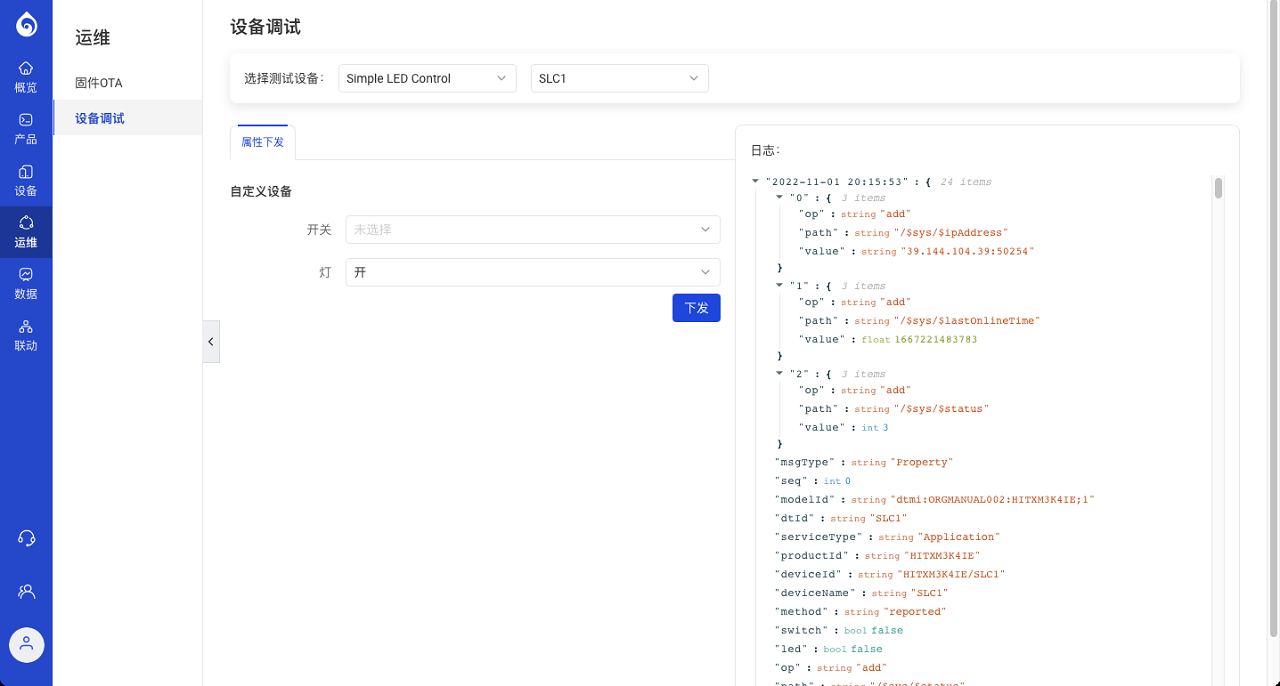 概览
产品
设备
运维
数据
联动
运维
固件OTA
设备调试
设备调试
选择测试设备：
Simple LED Control
SLC1
属性下发
自定义设备
开关
未选择
灯
开
下发
日志：
"2022-11-01 20:15:53" : { 24 items
"0" : { 3 items
"op" : string "add"
"path" : string "/$sys/$ipAddress"
"value" : string "39.144.104.39:50254"
}
"1" : { 3 items
"op" : string "add"
"path" : string "/$sys/$lastOnlineTime"
"value" : float 1667221483783
}
"2" : { 3 items
"op" : string "add"
"path" : string "/$sys/$status"
"value" : int 3
}
"msgType" : string "Property"
"seq" : int 0
"modelId" : string "dtmi:ORGMANUAL002:HITXM3K4IE;1"
"dtId" : string "SLC1"
"serviceType" : string "Application"
"productId" : string "HITXM3K4IE"
"deviceId" : string "HITXM3K4IE/SLC1"
"deviceName" : string "SLC1"
"method" : string "reported"
"switch" : bool false
"led" : bool false
"op" : string "add"
"path" : string "/$sys/$status"